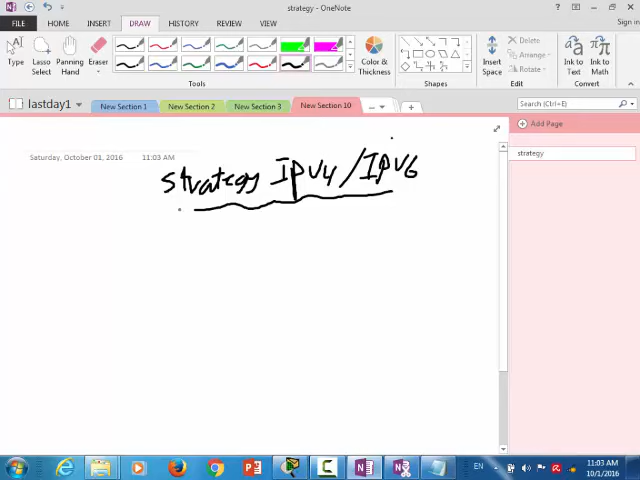 strategy - OneNote
FILE HOME INSERT DRAW HISTORY REVIEW VIEW
Sign in
Type
Lasso Select
Panning Hand
Eraser
Color & Thickness
Insert Space
Delete
Arrange
Rotate
Ink to Text
Ink to Math
Tools Shapes Edit Convert
lastday1 New Section 1 New Section 2 New Section 3 New Section 10 Search (Ctrl+E)
Add Page
strategy
Saturday, October 01, 2016 11:03 AM
strategy IPv4/IPv6
EN 11:03 AM
10/1/2016